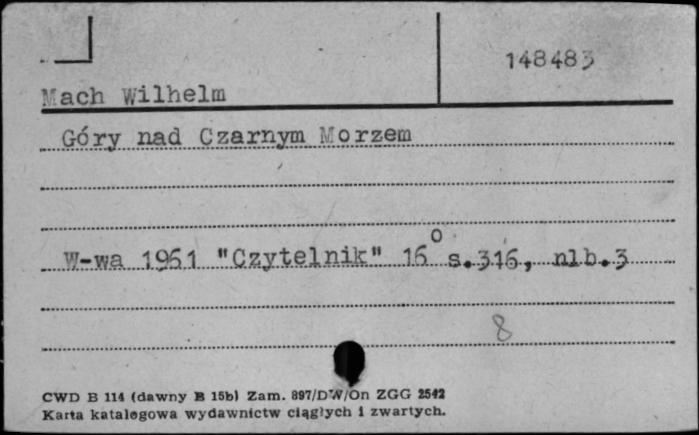 148483
Mach Wilhelm
Góry nad Czarnym Morzem
W-wa 1961 "Czytelnik" 16° s.316, nlb.3
8
CWD B 114 (dawny B 15b) Zam. 897/DW/On ZGG 2542
Karta katalogowa wydawnictw ciągłych i zwartych.